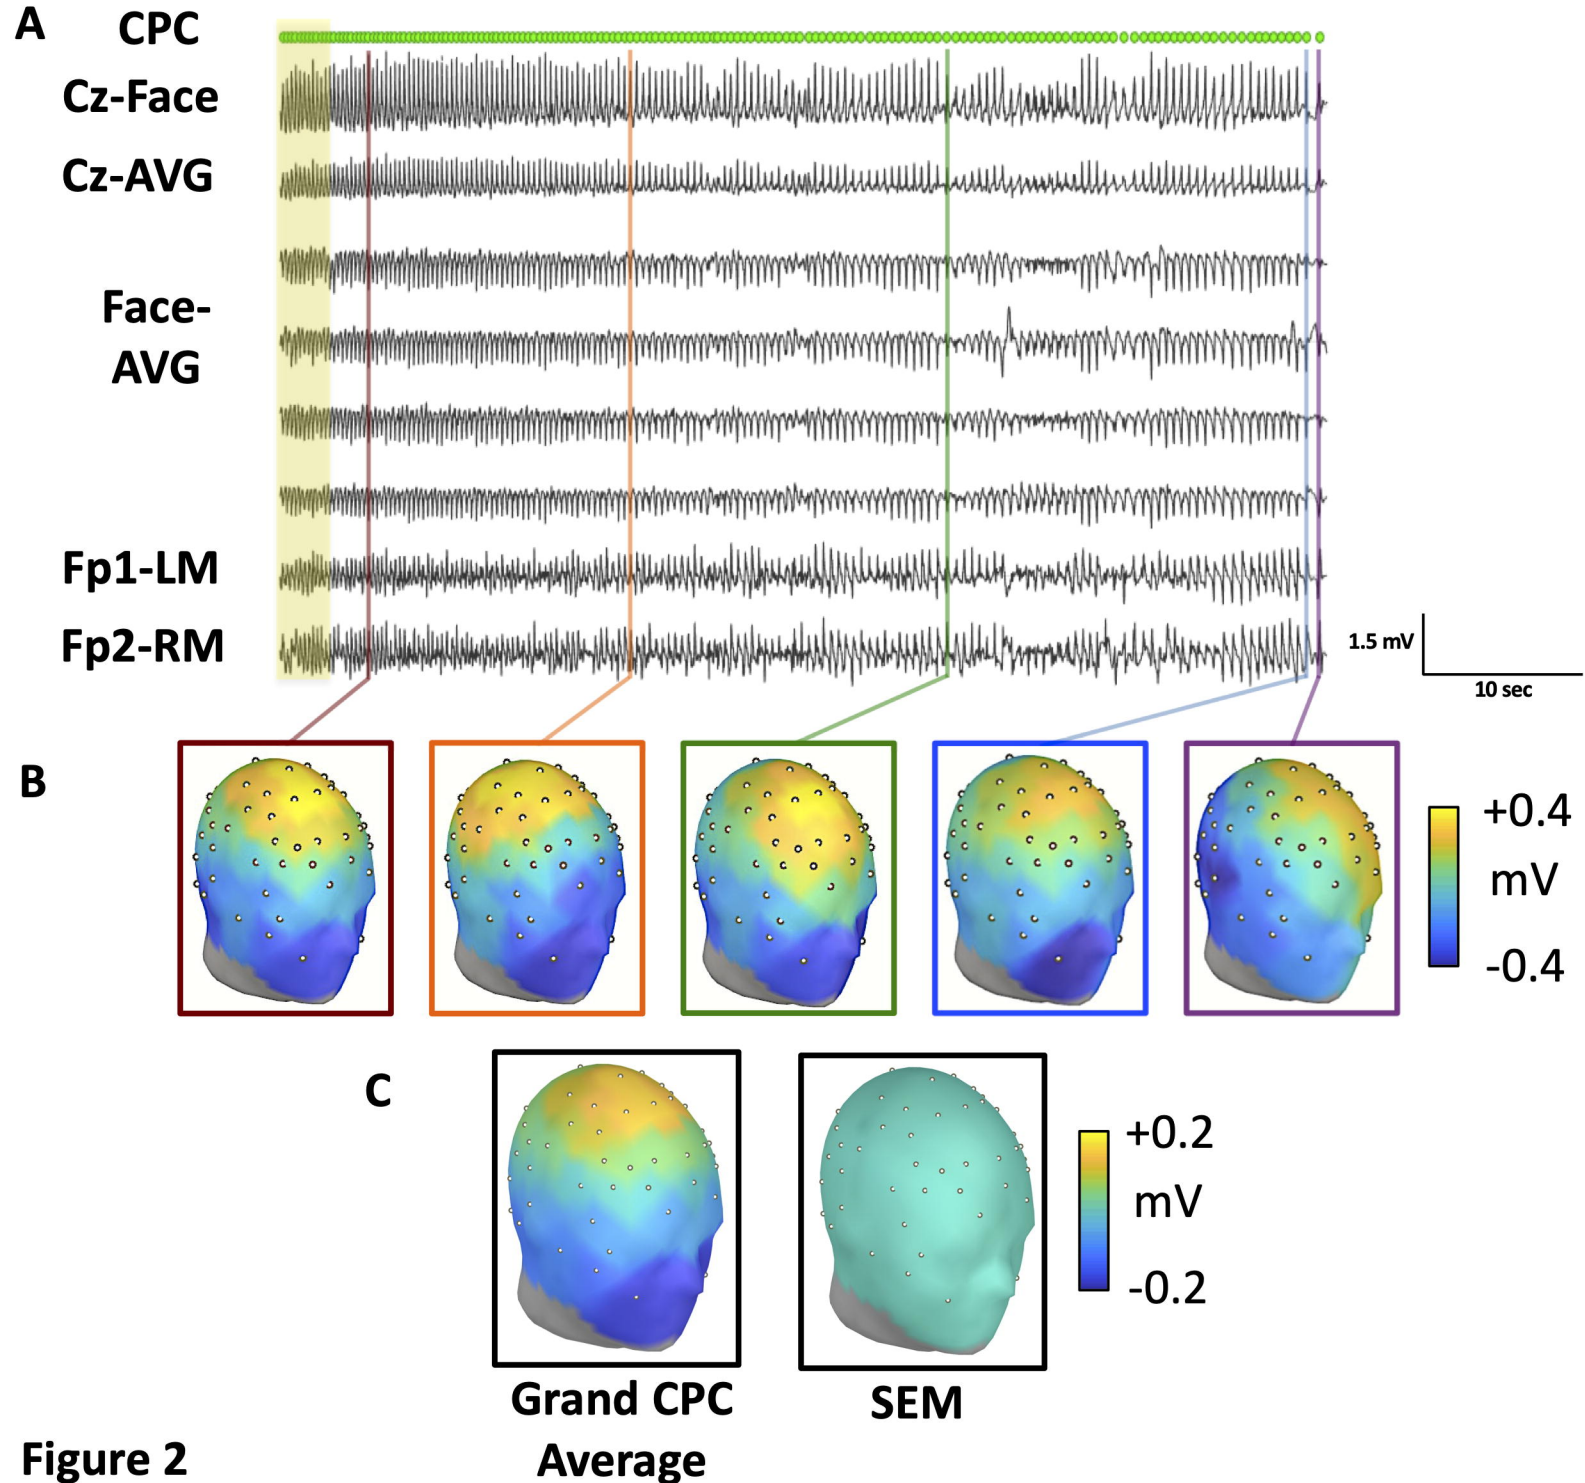 A
CPC
Cz-Face
Cz-AVG
Face-
AVG
Fp1-LM
Fp2-RM
1.5 mV
10 sec
B
+0.4
mV
-0.4
C
+0.2
mV
-0.2
Grand CPC
Average
SEM
Figure 2